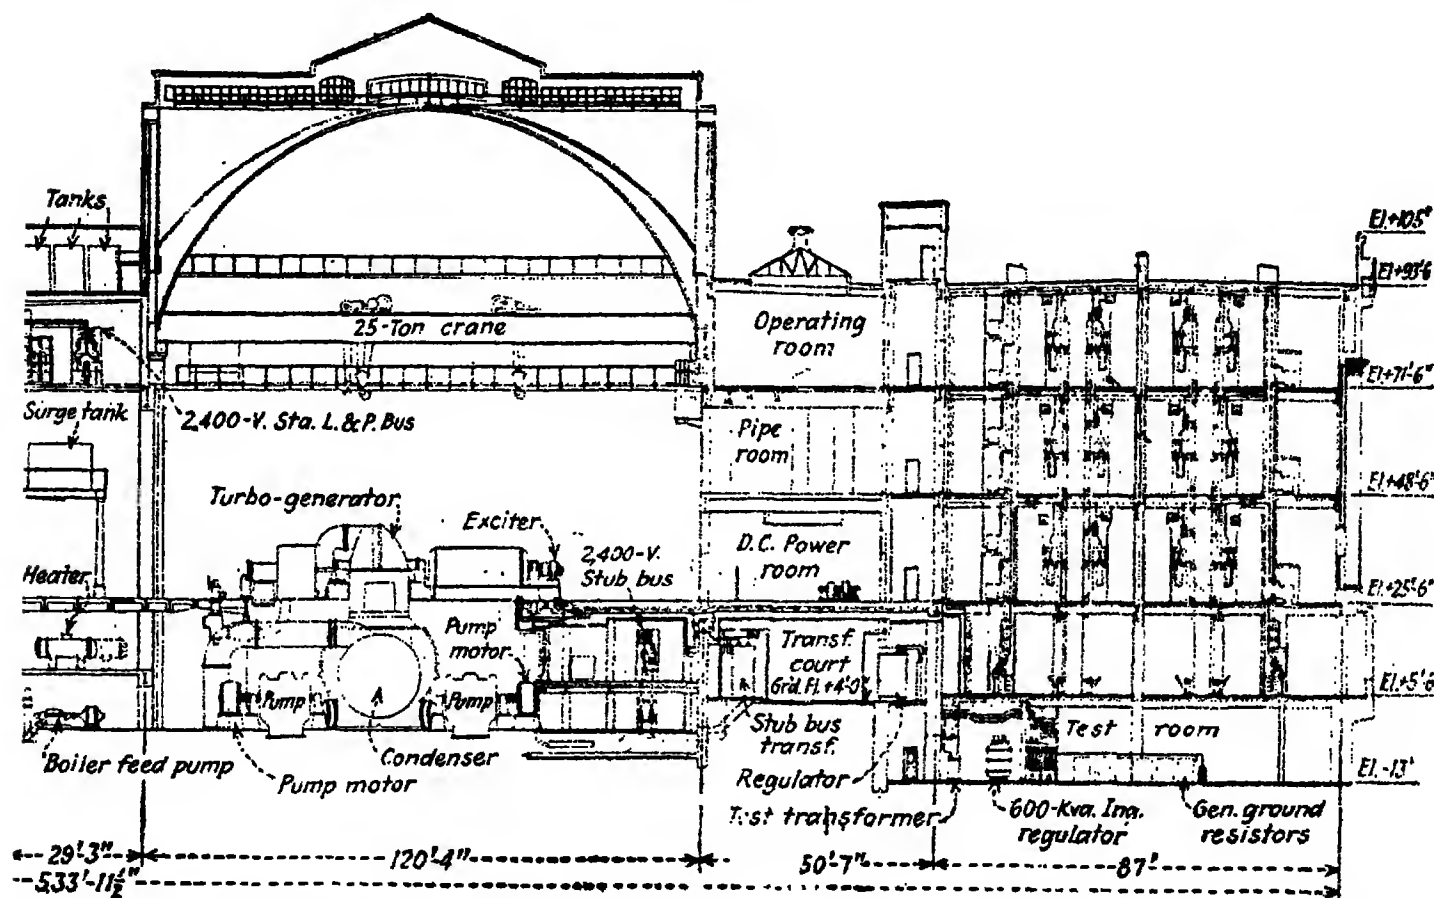 Tanks
El.+105'
El.+93'-6
25-Ton crane
Operating
room
El.+71'-6"
Surge tank
2,400-V. Sta. L.&P. Bus
Pipe
room
El.+48'-6"
Turbo-generator
Exciter
2,400-V.
Stub bus
D.C. Power
room
Heater
El.+25'-6"
Pump
motor
Transf.
court
Grd. Fl. +4'-0"
El.+5'-6
Pump
A
Pump
Stub bus
transf.
Test room
Boiler feed pump
Condenser
Pump motor
Regulator
El.-13'
Test transformer
600-Kva. Ind.
regulator
Gen. ground
resistors
29'-3"
120'-4"
50'-7"
87'
533'-11½"